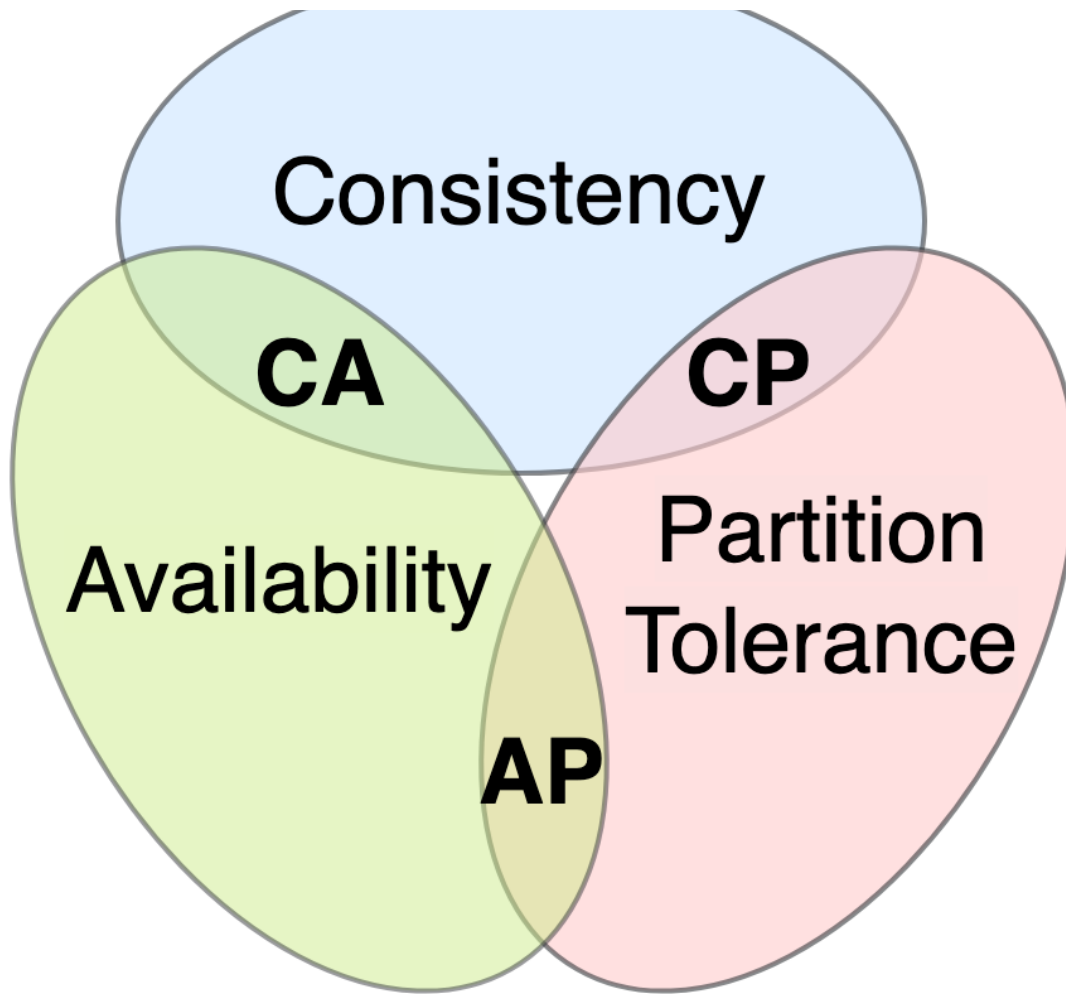 Consistency
CA
CP
Availability
Partition
Tolerance
AP